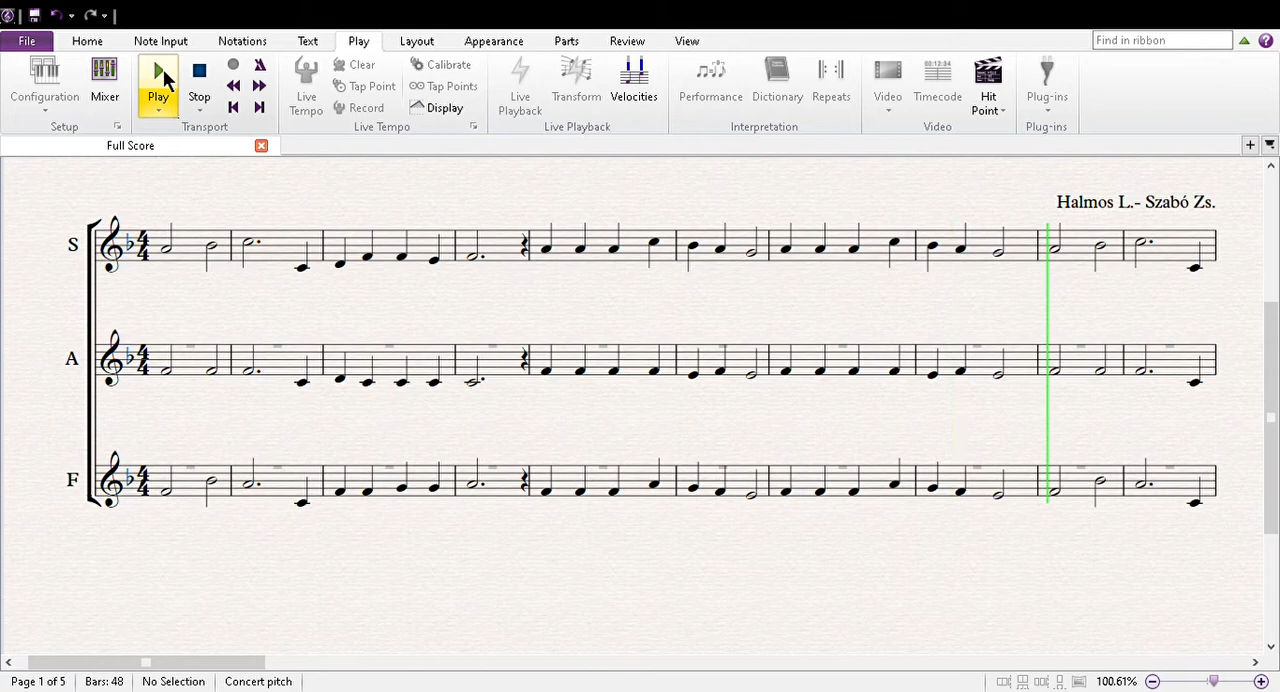 File Home Note Input Notations Text Play Layout Appearance Parts Review View Find in ribbon
Configuration Mixer Play Stop Live Tempo Clear Tap Point Record Calibrate Tap Points Display Live Playback Transform Velocities Performance Dictionary Repeats Video Timecode Hit Point Plug-ins
Setup Transport Live Tempo Live Playback Interpretation Video Plug-ins
Full Score
Halmos L.- Szabó Zs.
S
A
F
Page 1 of 5 Bars: 48 No Selection Concert pitch 100.61%